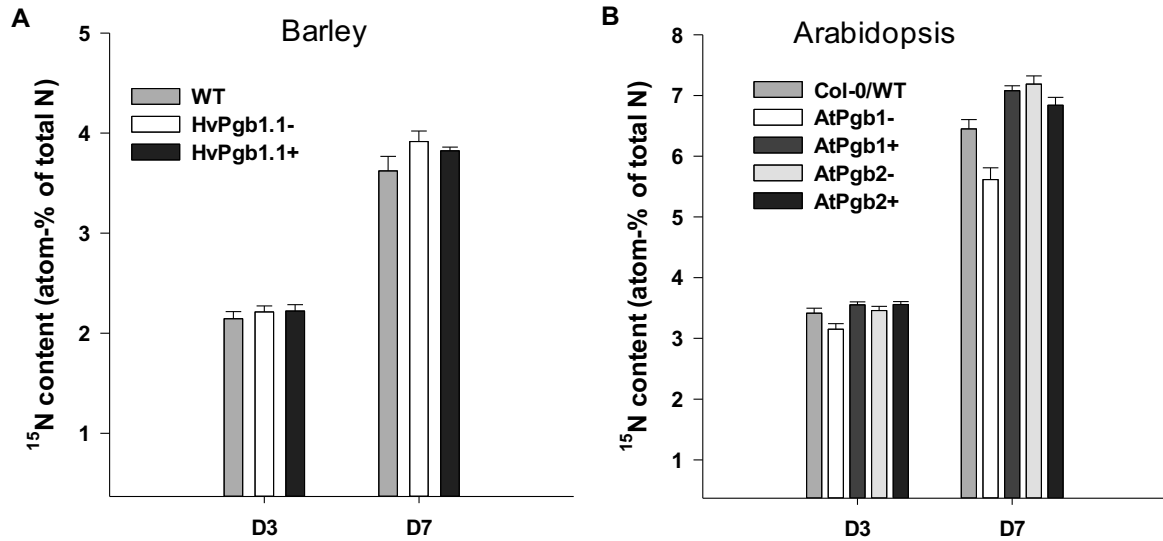 A
Barley
5
4
3
2
1
¹⁵N content (atom-% of total N)
WT
HvPgb1.1-
HvPgb1.1+
D3
D7
B
Arabidopsis
8
7
6
5
4
3
2
1
¹⁵N content (atom-% of total N)
Col-0/WT
AtPgb1-
AtPgb1+
AtPgb2-
AtPgb2+
D3
D7